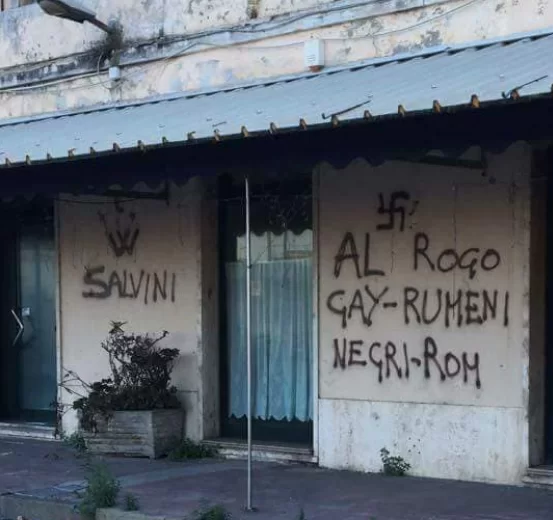 W
SALVINI
AL ROGO
GAY-RUMENI
NEGRI-ROM